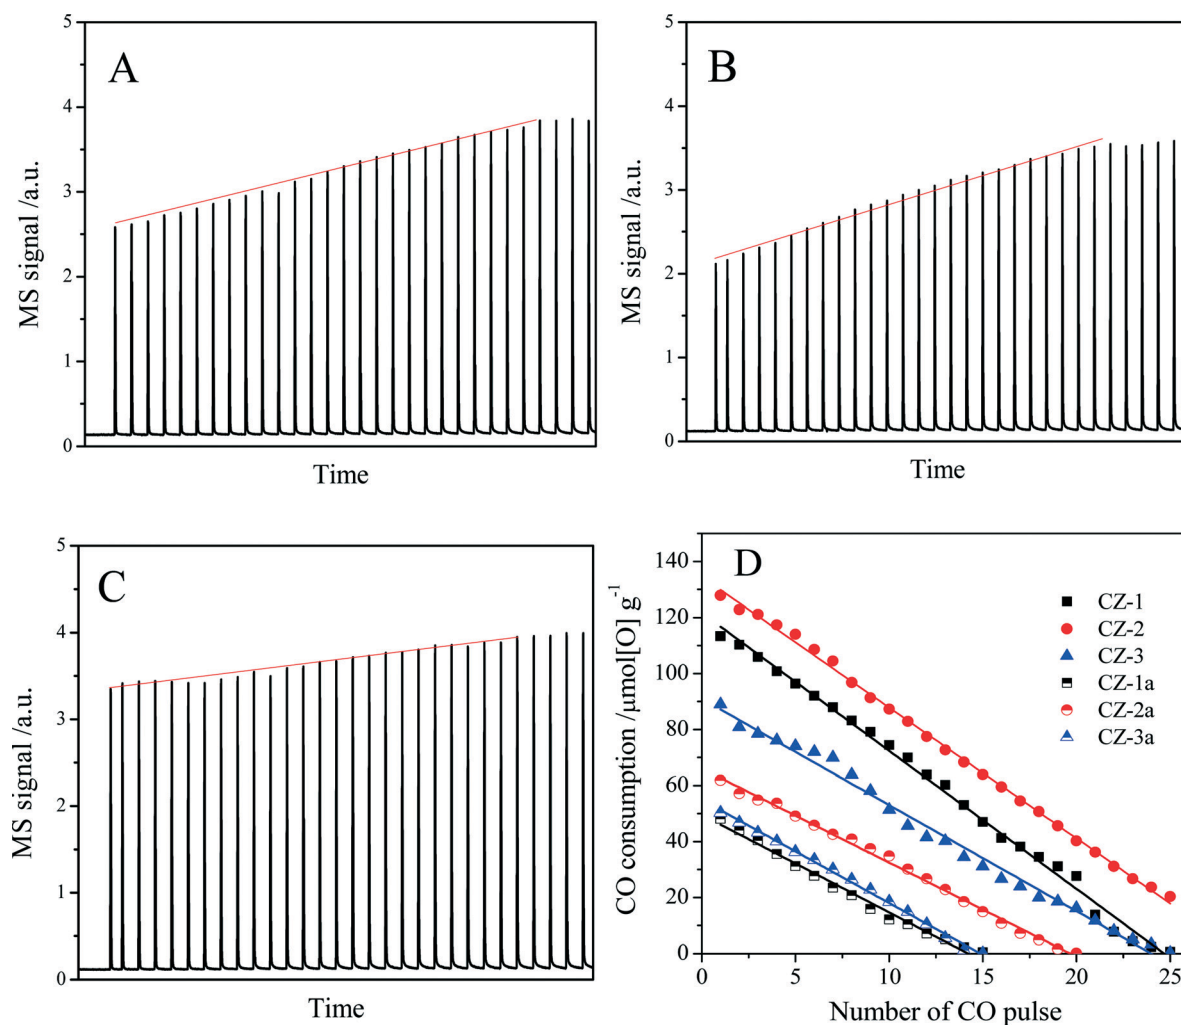 A
MS signal /a.u.
5
4
3
2
1
0
Time
B
MS signal /a.u.
5
4
3
2
1
0
Time
C
MS signal /a.u.
5
4
3
2
1
0
Time
D
CO consumption /μmol[O] g⁻¹
140
120
100
80
60
40
20
0
0 5 10 15 20 25
Number of CO pulse
CZ-1
CZ-2
CZ-3
CZ-1a
CZ-2a
CZ-3a